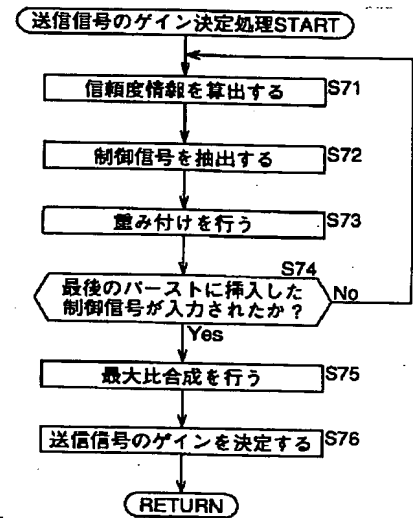 送信信号のゲイン決定処理START
信頼度情報を算出する
S71
制御信号を抽出する
S72
重み付けを行う
S73
S74
最後のバーストに挿入した
制御信号が入力されたか？
No
Yes
最大比合成を行う
S75
送信信号のゲインを決定する
S76
RETURN